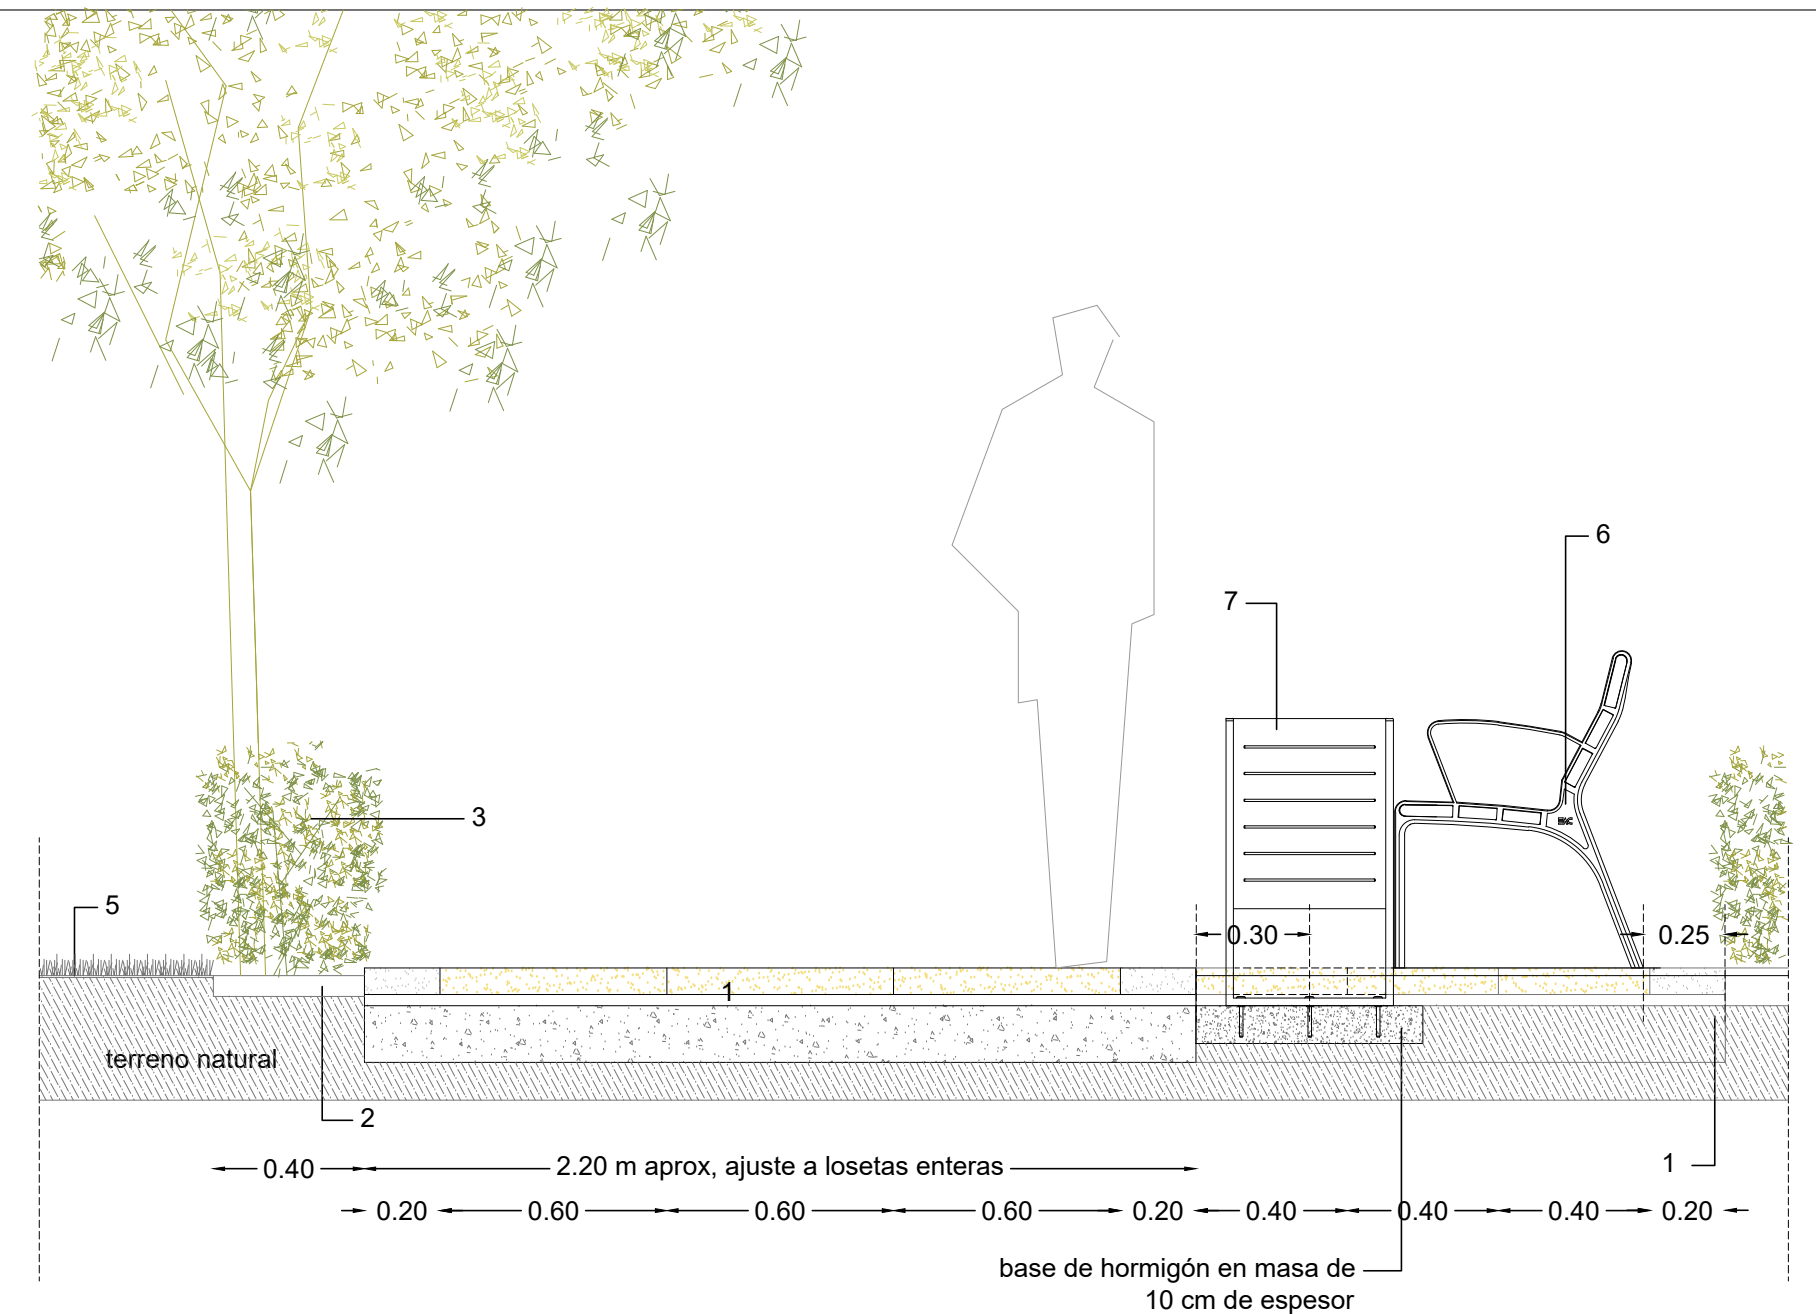 6
7
3
5
0.30
0.25
1
terreno natural
2
0.40
2.20 m aprox, ajuste a losetas enteras
1
0.20 0.60 0.60 0.60 0.20 0.40 0.40 0.40 0.20
base de hormigón en masa de
10 cm de espesor